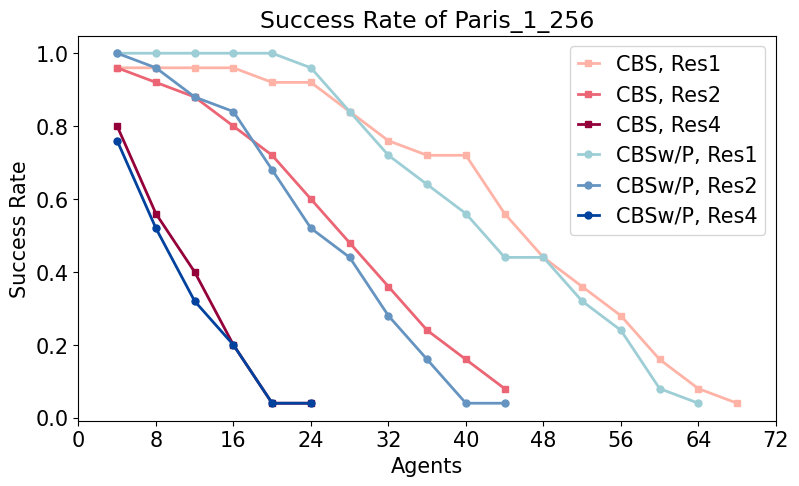 Success Rate of Paris_1_256
1.0
0.8
0.6
0.4
0.2
0.0
Success Rate
CBS, Res1
CBS, Res2
CBS, Res4
CBSw/P, Res1
CBSw/P, Res2
CBSw/P, Res4
0 8 16 24 32 40 48 56 64 72
Agents